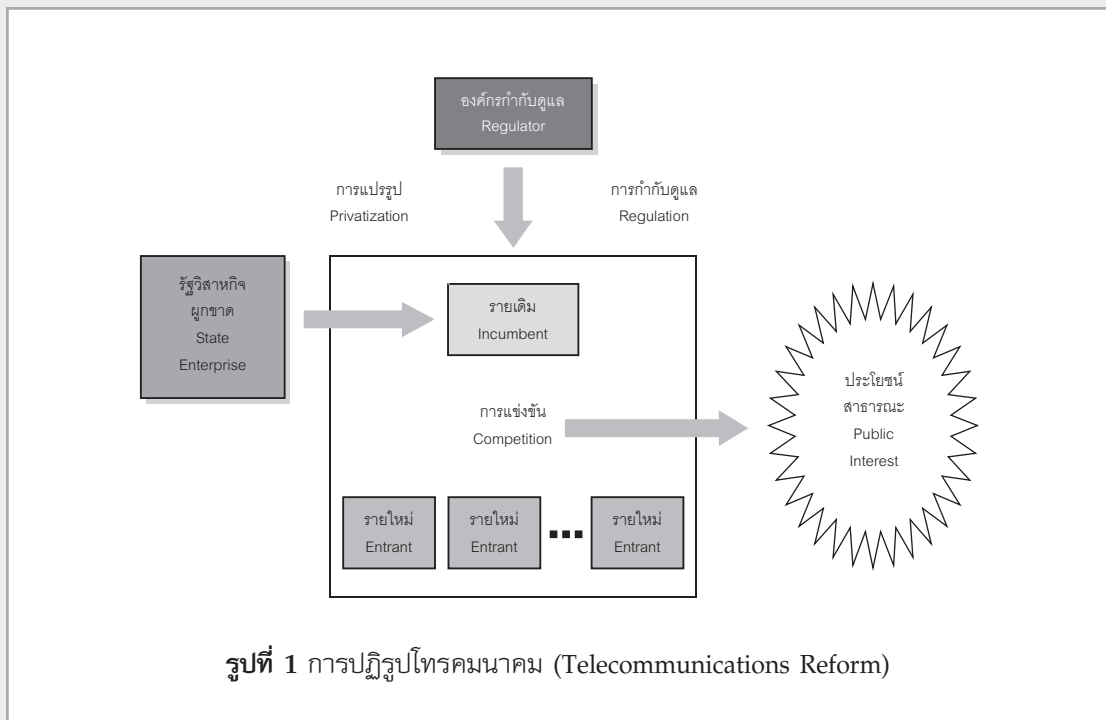 องค์กรกำกับดูแล
Regulator
การแปรรูป
Privatization
การกำกับดูแล
Regulation
รัฐวิสาหกิจ
ผูกขาด
State
Enterprise
รายเดิม
Incumbent
การแข่งขัน
Competition
ประโยชน์
สาธารณะ
Public
Interest
รายใหม่
Entrant
รายใหม่
Entrant
รายใหม่
Entrant
รูปที่ 1 การปฏิรูปโทรคมนาคม (Telecommunications Reform)